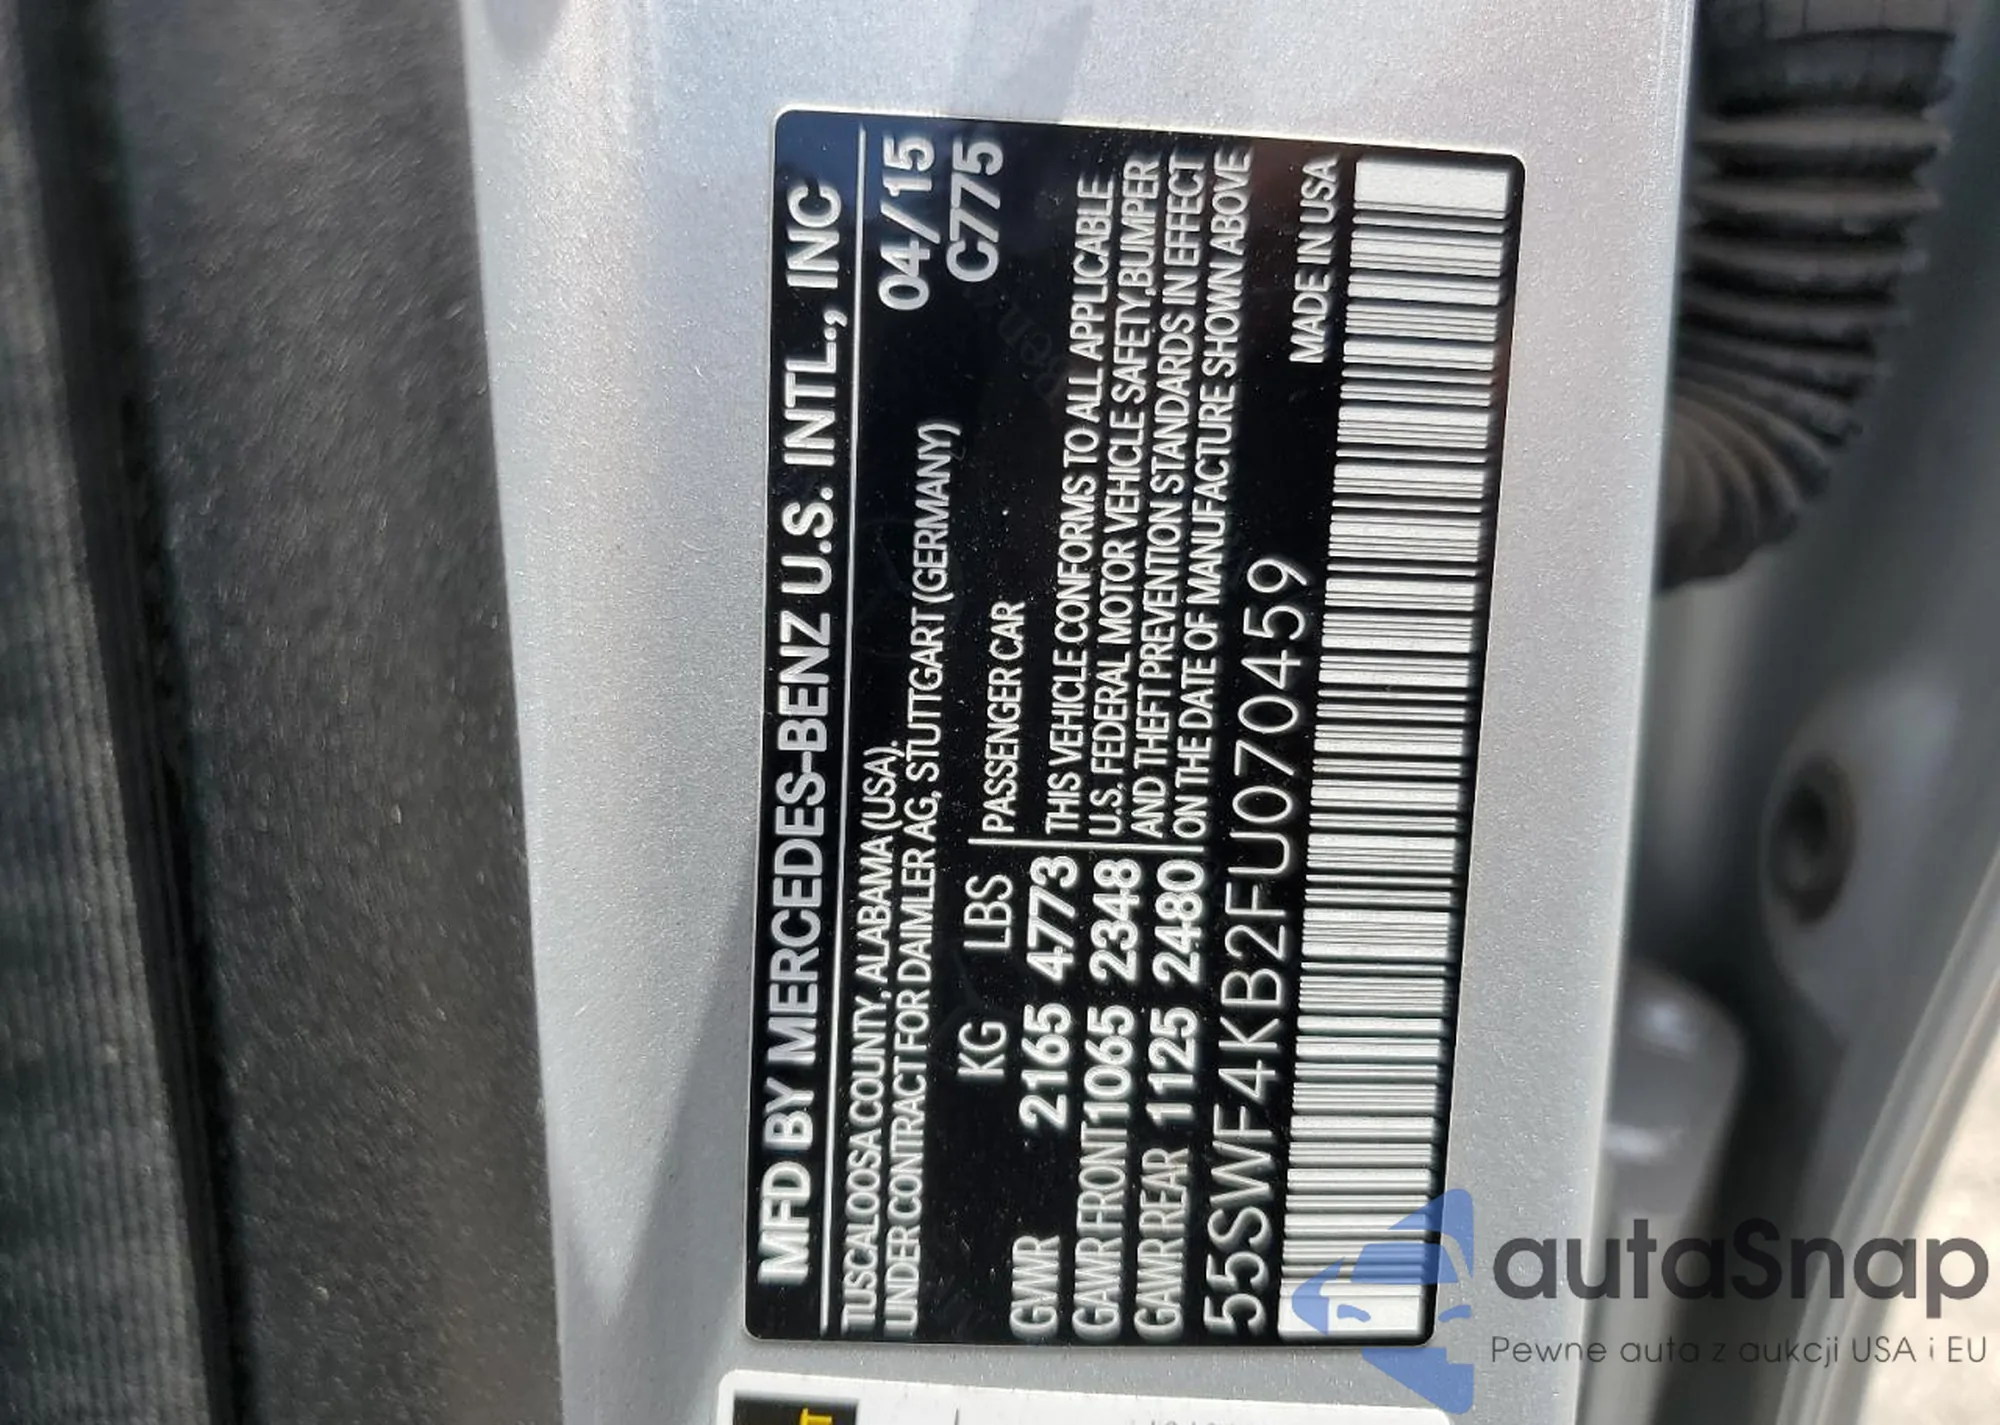 MFD BY MERCEDES-BENZ U.S. INTL., INC
TUSCALOOSA COUNTY, ALABAMA (USA). 04/15
UNDER CONTRACT FOR DAIMLER AG, STUTTGART (GERMANY) C775
KG LBS PASSENGER CAR
GVWR 2165 4773 THIS VEHICLE CONFORMS TO ALL APPLICABLE
GAWR FRONT 1065 2348 U.S. FEDERAL MOTOR VEHICLE SAFETY,BUMPER
GAWR REAR 1125 2480 AND THEFT PREVENTION STANDARDS IN EFFECT
ON THE DATE OF MANUFACTURE SHOWN ABOVE
55SWF4KB2FU070459 MADE IN USA
autaSnap
Pewne auta z aukcji USA i EU